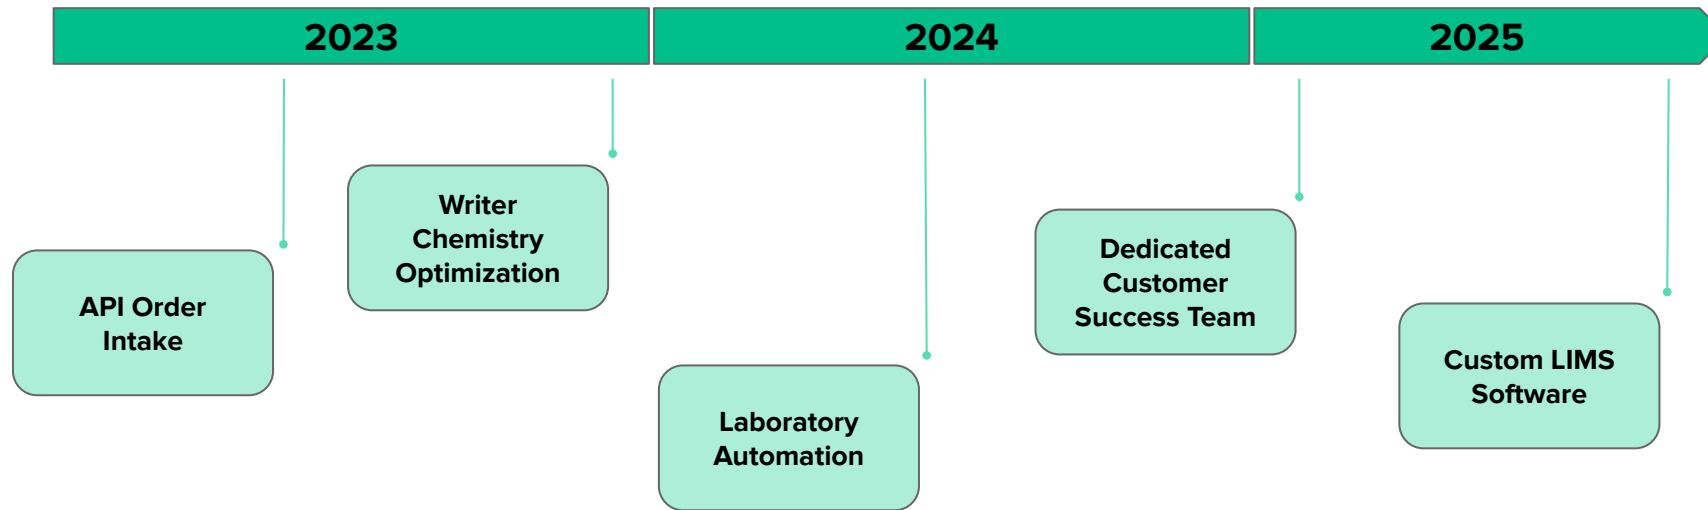 2023
2024
2025
API Order
Intake
Writer
Chemistry
Optimization
Laboratory
Automation
Dedicated
Customer
Success Team
Custom LIMS
Software